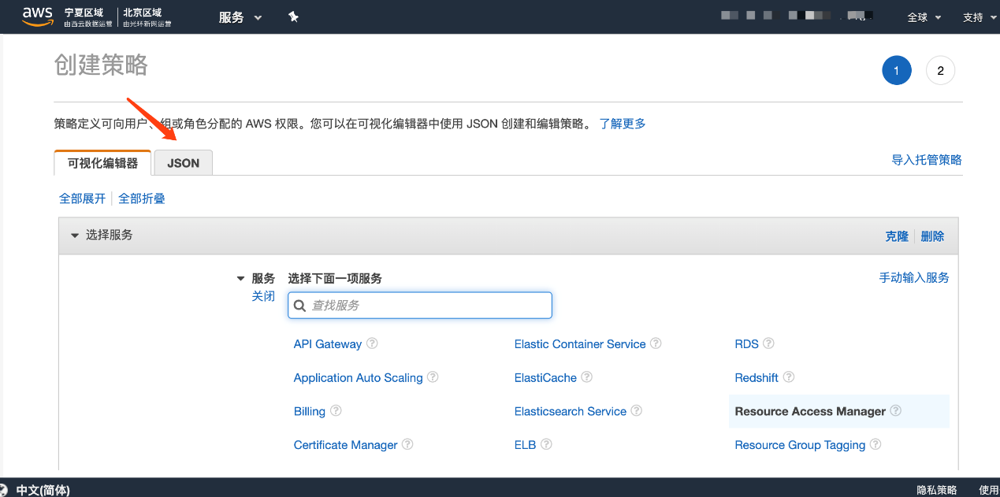 aws 宁夏区域 北京区域 服务 全球 支持
由西云数据运营 由光环新网运营
创建策略
1 2
策略定义可向用户、组或角色分配的 AWS 权限。您可以在可视化编辑器中使用 JSON 创建和编辑策略。 了解更多
可视化编辑器 JSON 导入托管策略
全部展开 全部折叠
选择服务 克隆 删除
服务 选择下面一项服务 手动输入服务
关闭 查找服务
API Gateway ? Elastic Container Service ? RDS ?
Application Auto Scaling ? ElastiCache ? Redshift ?
Billing ? Elasticsearch Service ? Resource Access Manager ?
Certificate Manager ? ELB ? Resource Group Tagging ?
中文(简体) 隐私策略 使用